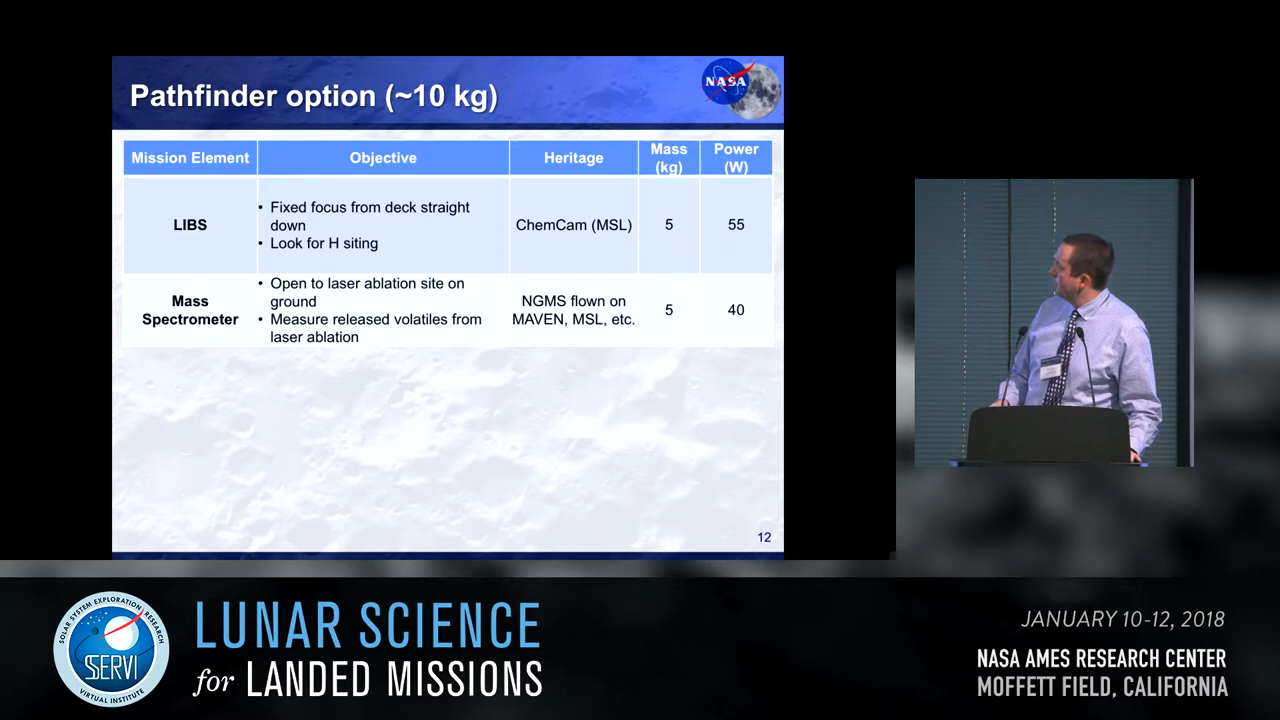 Pathfinder option (~10 kg)
NASA
Mission Element
Objective
Heritage
Mass
(kg)
Power
(W)
LIBS
• Fixed focus from deck straight
down
• Look for H siting
ChemCam (MSL)
5
55
Mass
Spectrometer
• Open to laser ablation site on
ground
• Measure released volatiles from
laser ablation
NGMS flown on
MAVEN, MSL, etc.
5
40
12
SOLAR SYSTEM EXPLORATION RESEARCH
SSERVI
VIRTUAL INSTITUTE
LUNAR SCIENCE
for LANDED MISSIONS
JANUARY 10-12, 2018
NASA AMES RESEARCH CENTER
MOFFETT FIELD, CALIFORNIA